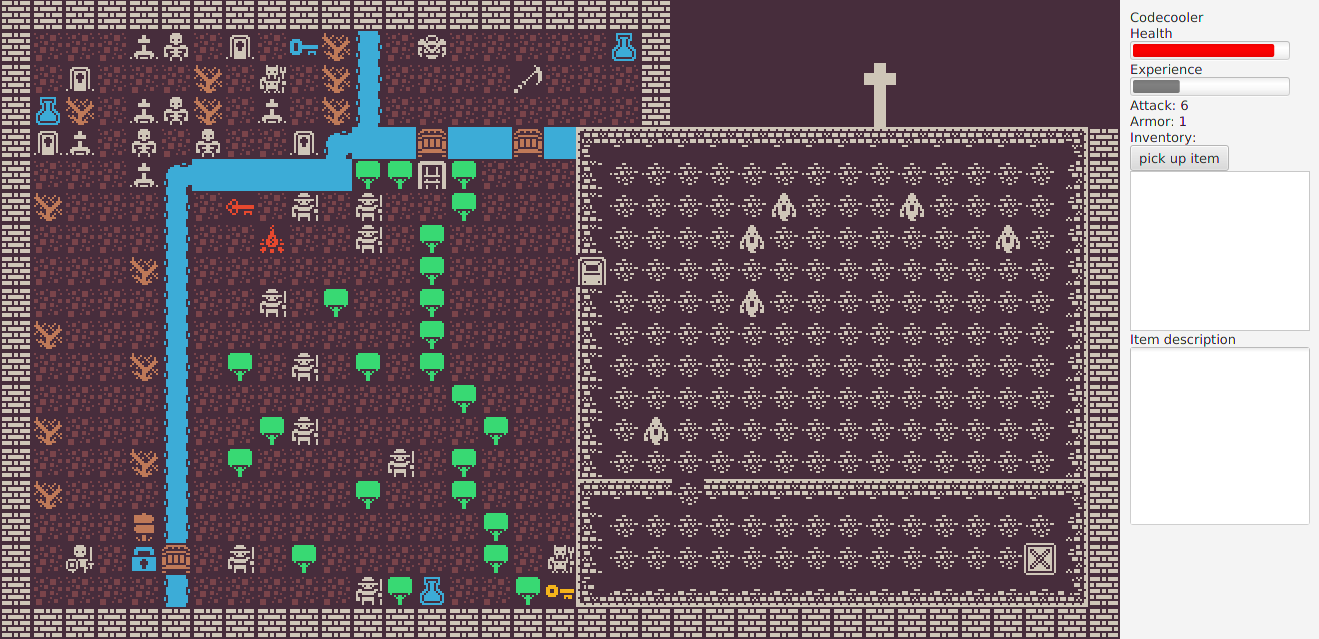 Codecooler
Health
Experience
Attack: 6
Armor: 1
Inventory:
pick up item
Item description